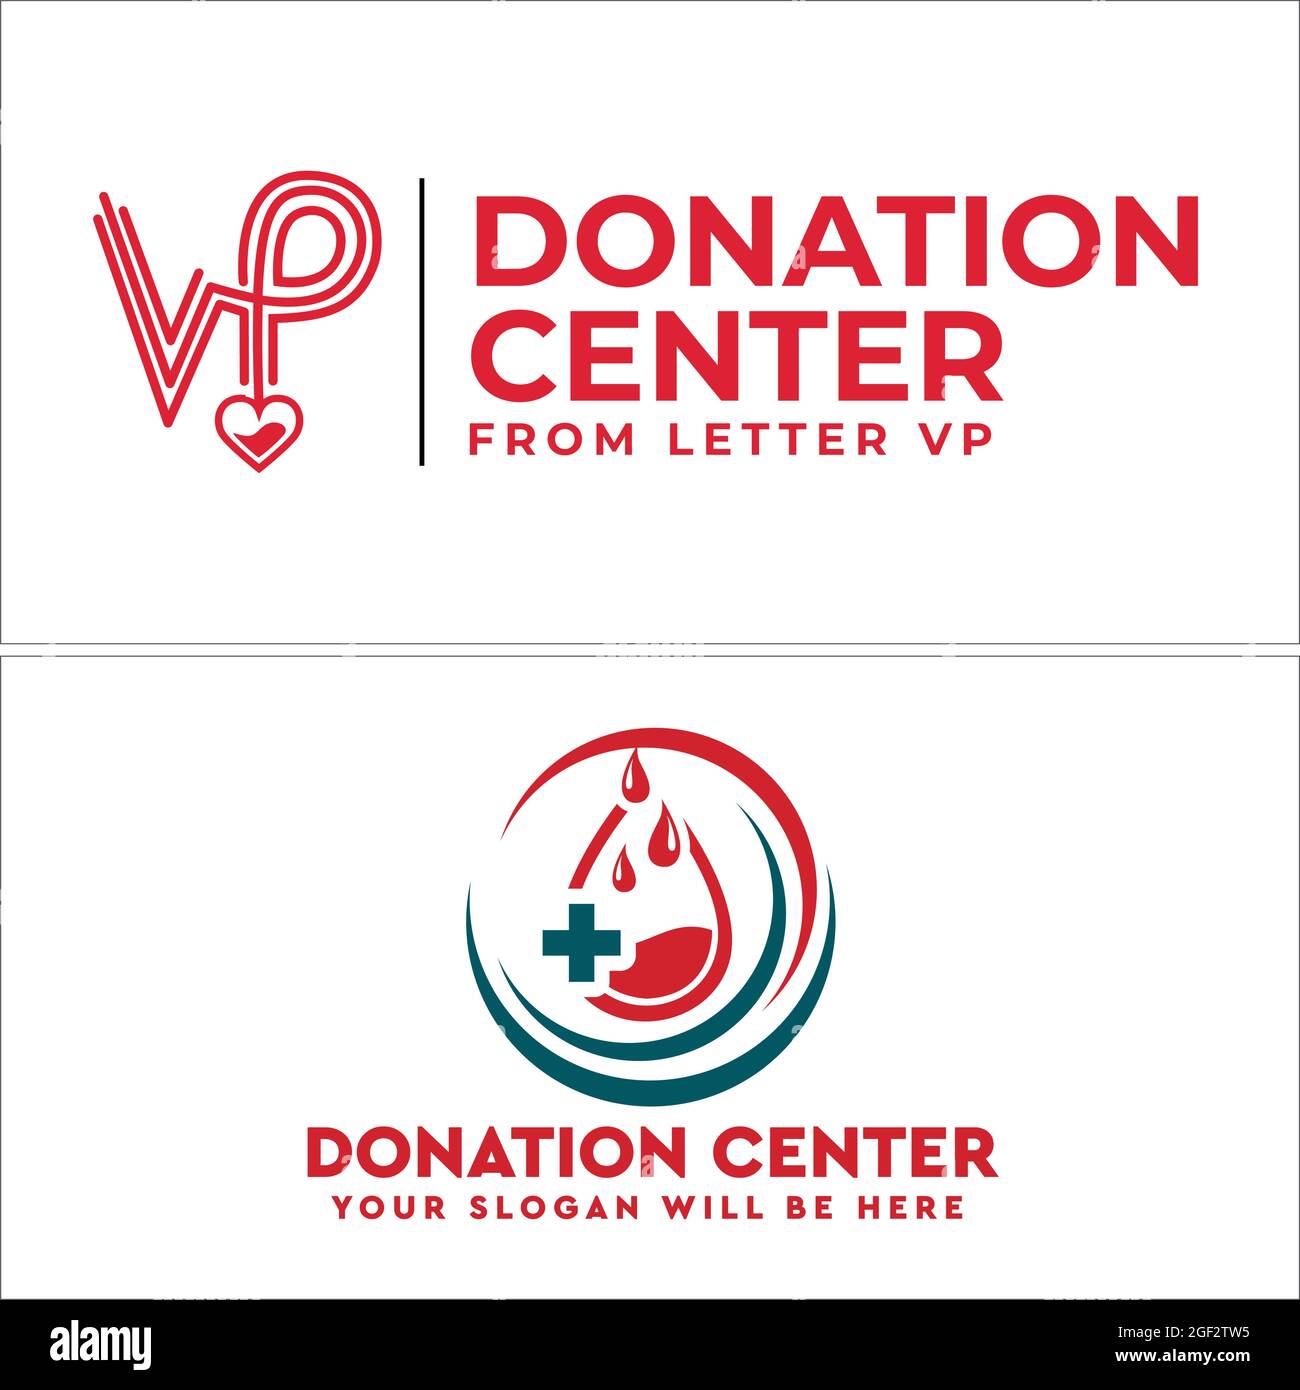 VP
DONATION
CENTER
FROM LETTER VP
DONATION CENTER
YOUR SLOGAN WILL BE HERE
alamy
Image ID: 2GF2TW5
www.alamy.com